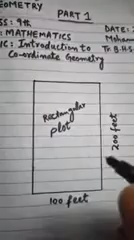 EOMETRY PART 1
SS: 9th DATE:
: MATHEMATICS Moham
IC: Introduction to Tr. B.H.S.
Co-ordinate Geometry
Rectangular
plot
200 feet
100 feet